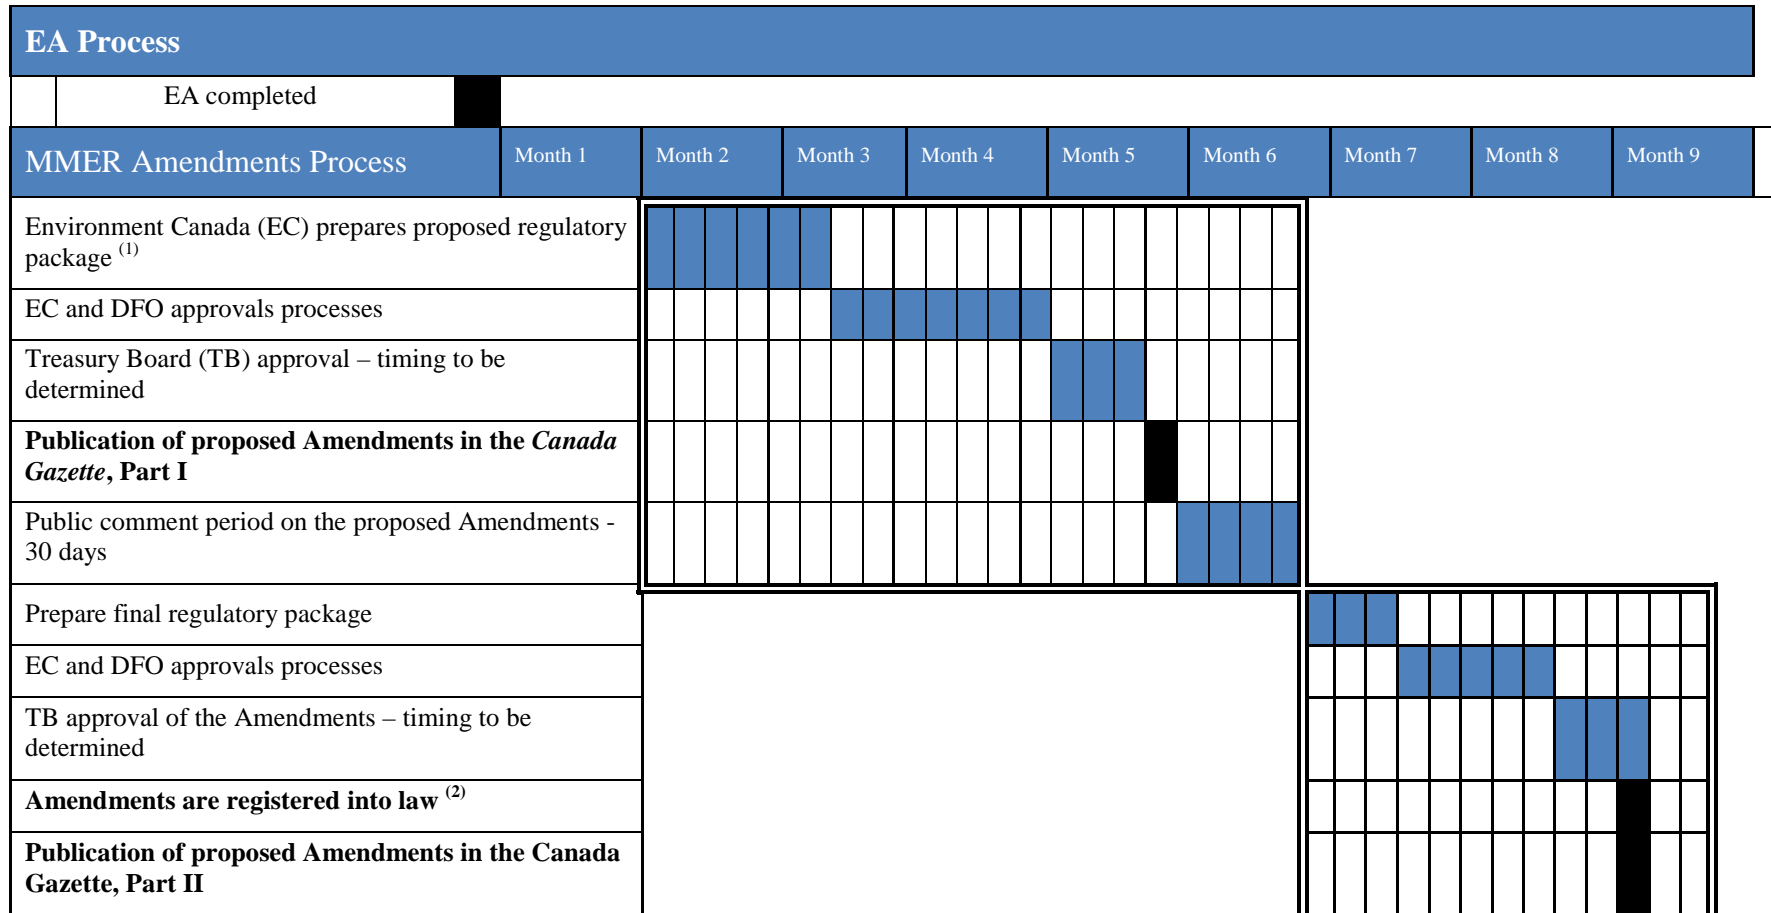 EA Process
EA completed
MMER Amendments Process
Month 1
Month 2
Month 3
Month 4
Month 5
Month 6
Month 7
Month 8
Month 9
Environment Canada (EC) prepares proposed regulatory
package (1)
EC and DFO approvals processes
Treasury Board (TB) approval – timing to be
determined
Publication of proposed Amendments in the Canada
Gazette, Part I
Public comment period on the proposed Amendments -
30 days
Prepare final regulatory package
EC and DFO approvals processes
TB approval of the Amendments – timing to be
determined
Amendments are registered into law (2)
Publication of proposed Amendments in the Canada
Gazette, Part II